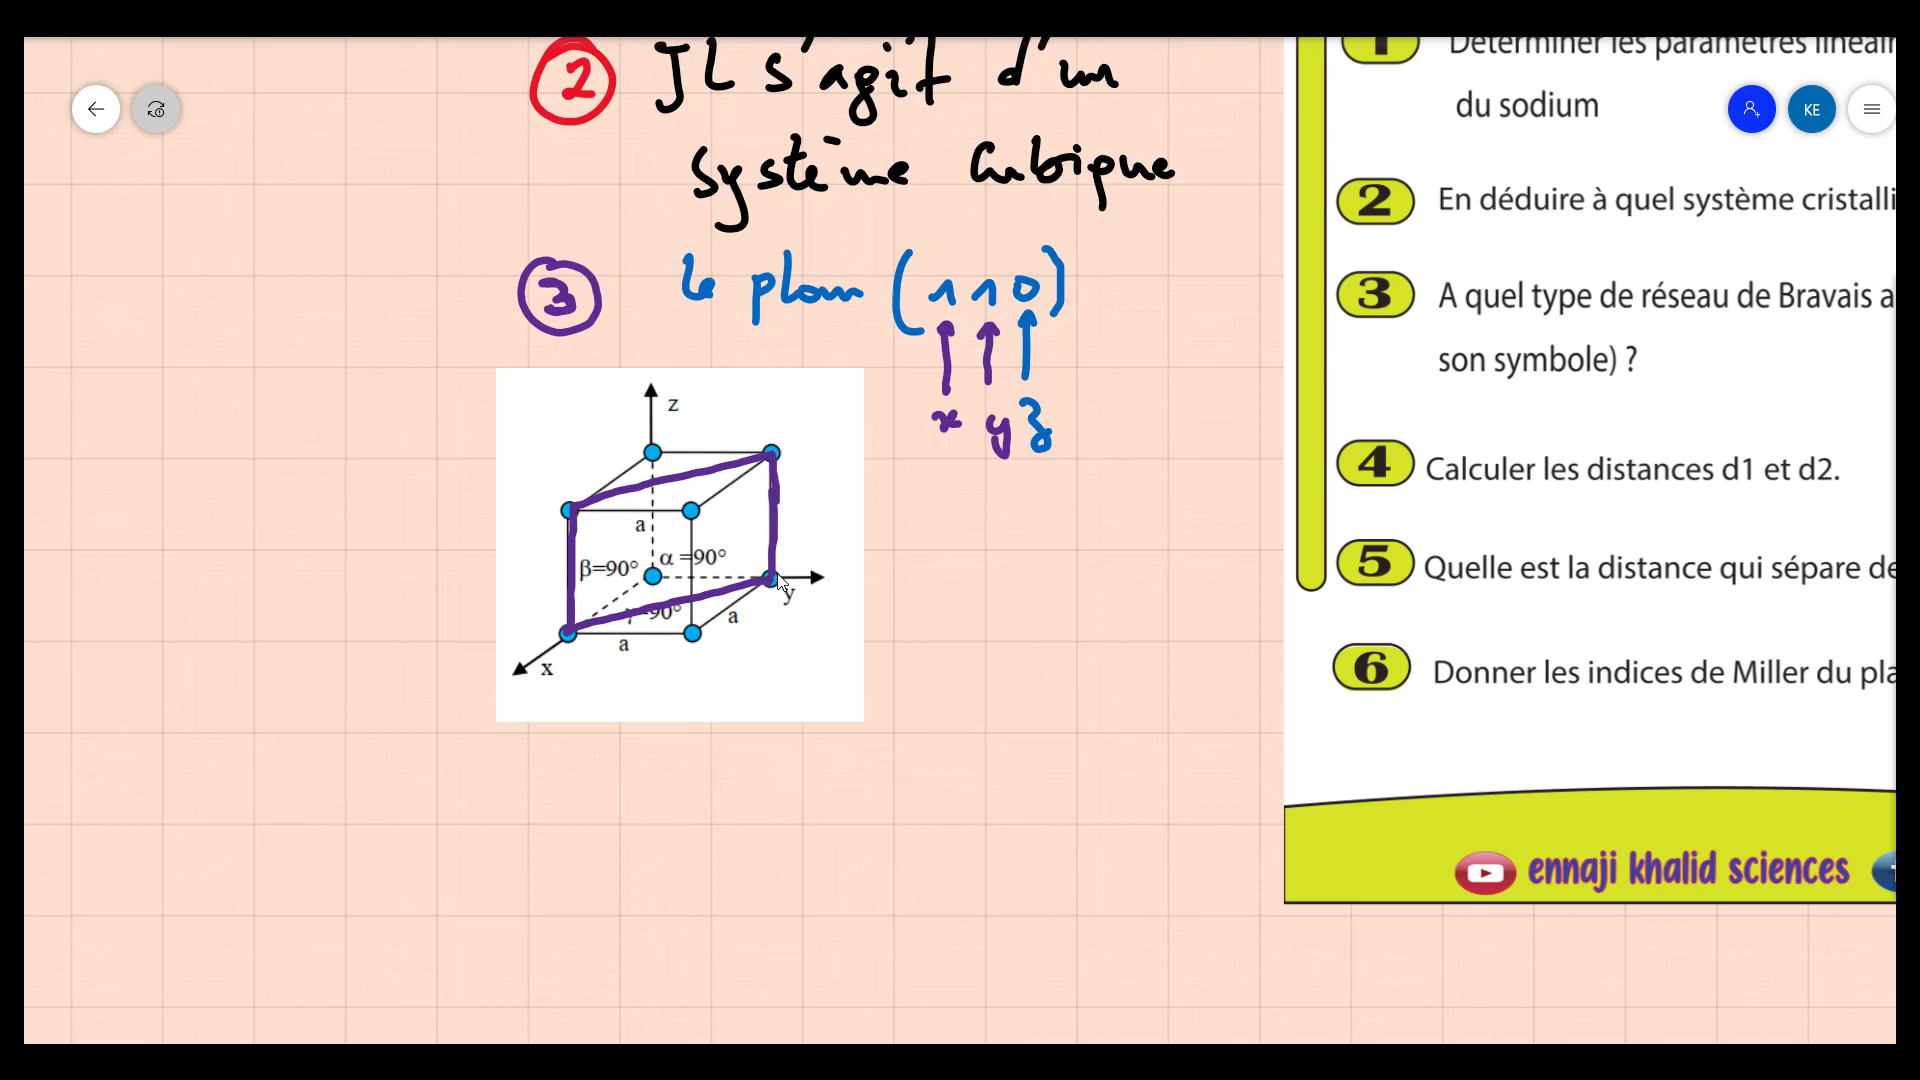 2 Il s'agit d'un
système cubique
3 le plan (110)
x y z
z
a
α =90°
β=90°
γ=90°
y
a
a
x
1 Déterminer les paramètres linéair
du sodium
KE
2 En déduire à quel système cristalli
3 A quel type de réseau de Bravais a
son symbole) ?
4 Calculer les distances d1 et d2.
5 Quelle est la distance qui sépare de
6 Donner les indices de Miller du pla
ennaji khalid sciences